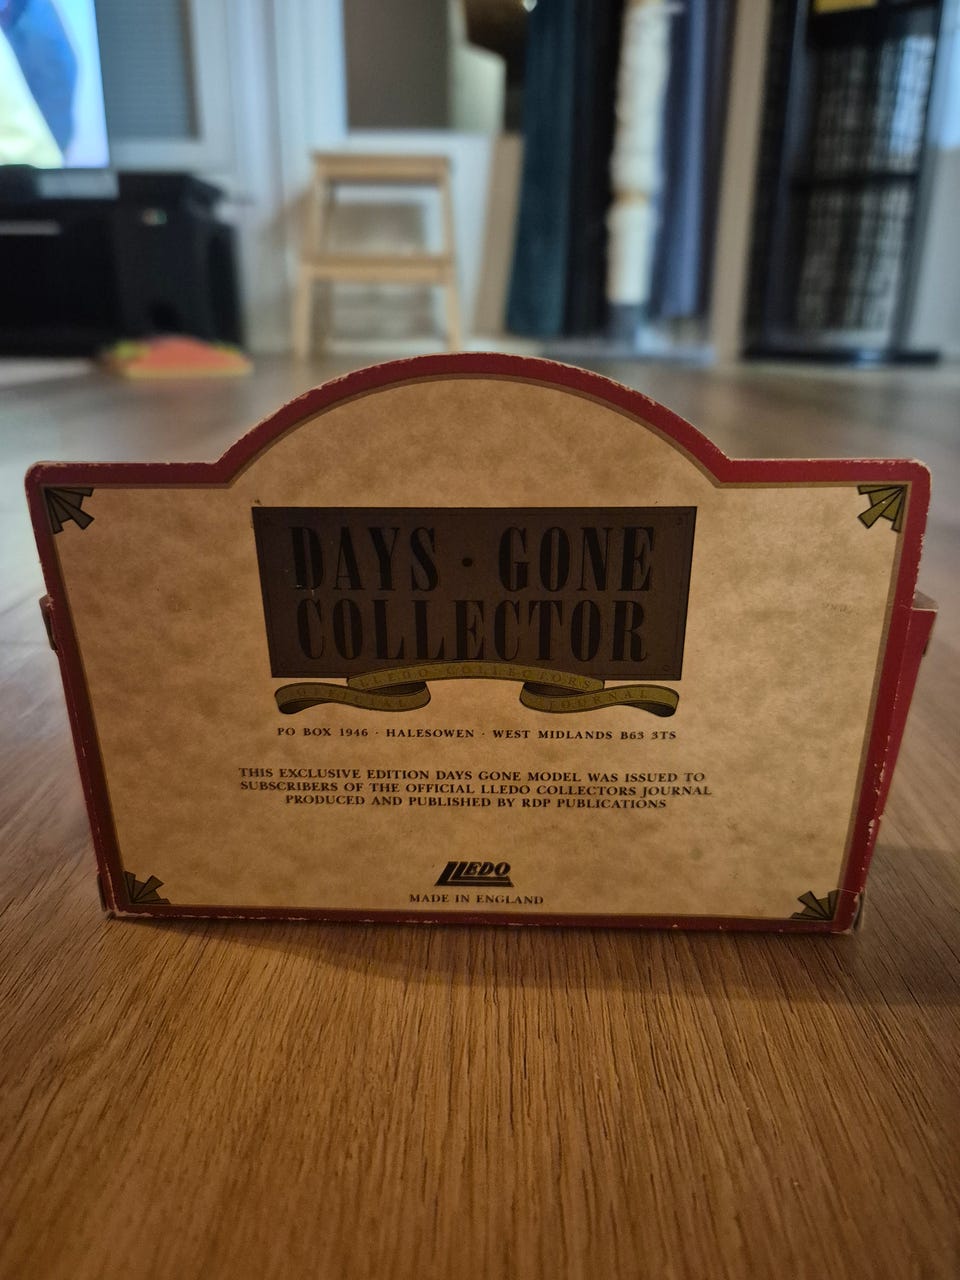 DAYS · GONE
COLLECTOR
OFFICIAL LLEDO COLLECTORS JOURNAL
PO BOX 1946 · HALESOWEN · WEST MIDLANDS B63 3TS
THIS EXCLUSIVE EDITION DAYS GONE MODEL WAS ISSUED TO
SUBSCRIBERS OF THE OFFICIAL LLEDO COLLECTORS JOURNAL
PRODUCED AND PUBLISHED BY RDP PUBLICATIONS
LLEDO
MADE IN ENGLAND